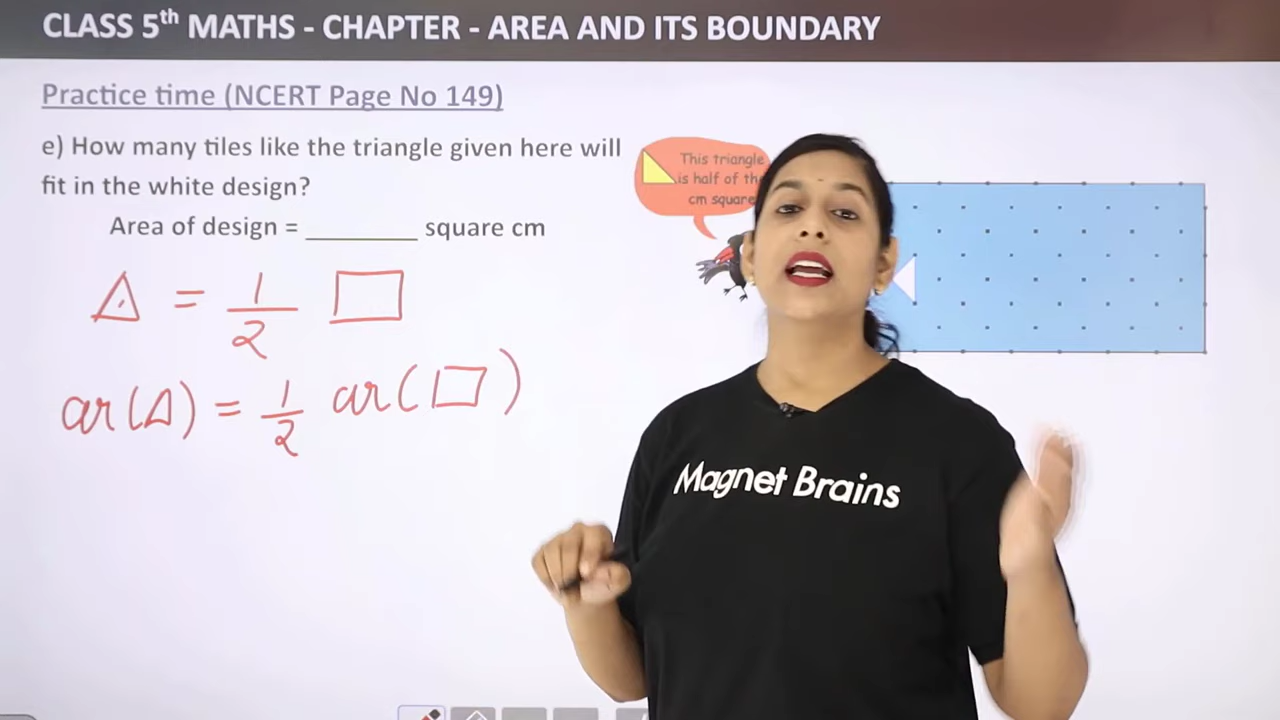 CLASS 5th MATHS - CHAPTER - AREA AND ITS BOUNDARY
Practice time (NCERT Page No 149)
e) How many tiles like the triangle given here will
fit in the white design?
Area of design = ________ square cm
This triangle
is half of the
cm square
△ = 1/2 □
ar(△) = 1/2 ar(□)
Magnet Brains